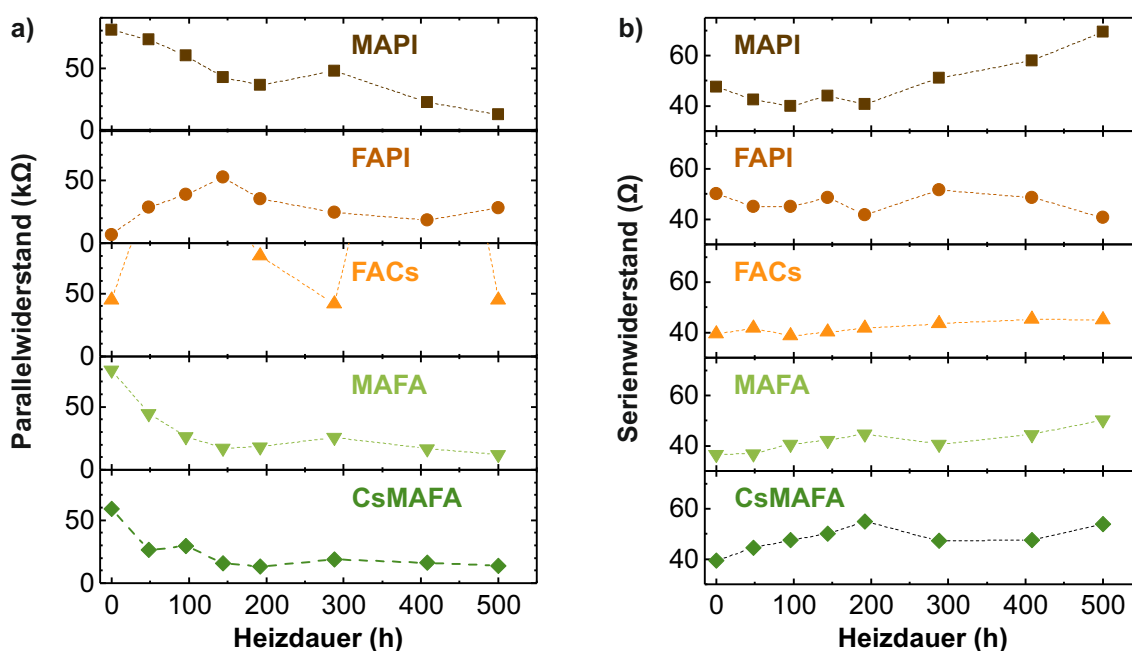 a)
Parallelwiderstand (kΩ)
MAPI
50
0
FAPI
50
0
FACs
50
0
MAFA
50
0
CsMAFA
50
0
0 100 200 300 400 500
Heizdauer (h)
b)
Serienwiderstand (Ω)
MAPI
60
40
FAPI
60
40
FACs
60
40
MAFA
60
40
CsMAFA
60
40
0 100 200 300 400 500
Heizdauer (h)